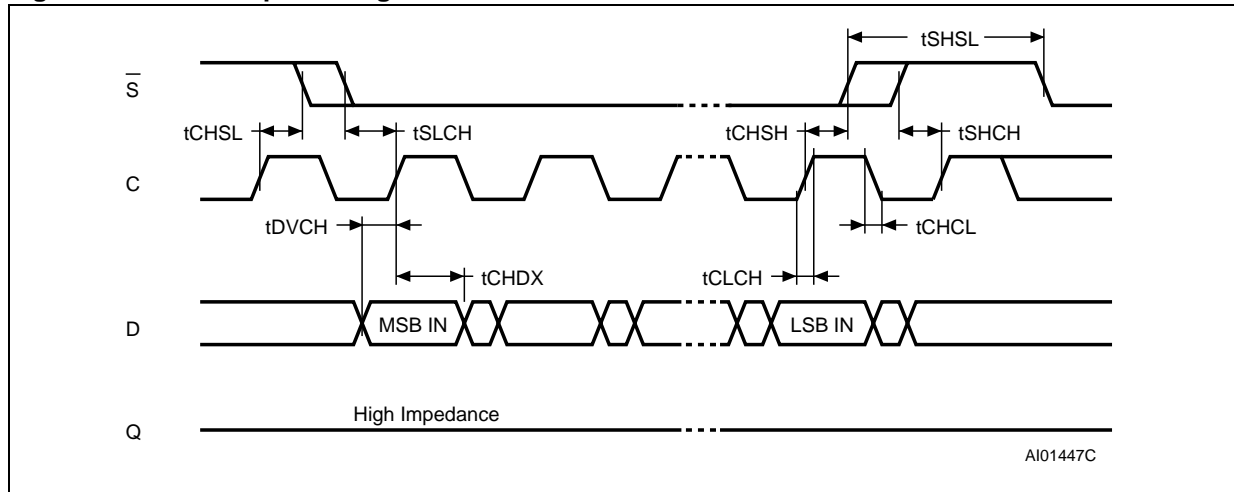 tSHSL
S
tCHSL
tSLCH
tCHSH
tSHCH
C
tDVCH
tCHCL
tCHDX
tCLCH
D
MSB IN
LSB IN
High Impedance
Q
AI01447C